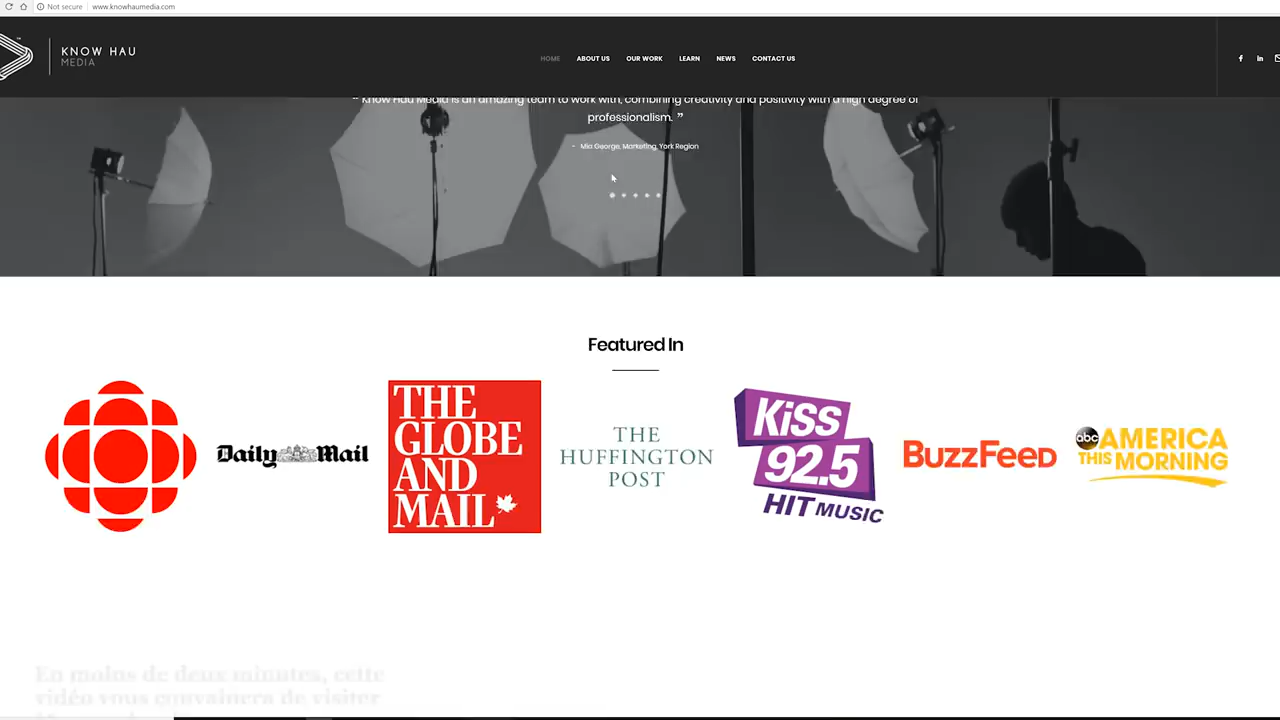 Not secure
www.knowhaumedia.com
KNOW HAU
MEDIA
HOME ABOUT US OUR WORK LEARN NEWS CONTACT US
“ Know Hau Media is an amazing team to work with, combining creativity and positivity with a high degree of
professionalism. ”
- Mia George, Marketing, York Region
Featured In
Daily Mail
THE
GLOBE
AND
MAIL
THE
HUFFINGTON
POST
KiSS
92.5
HIT MUSIC
BuzzFeed
abc AMERICA
THIS MORNING
En moins de deux minutes, cette
vidéo vous convaincra de visiter